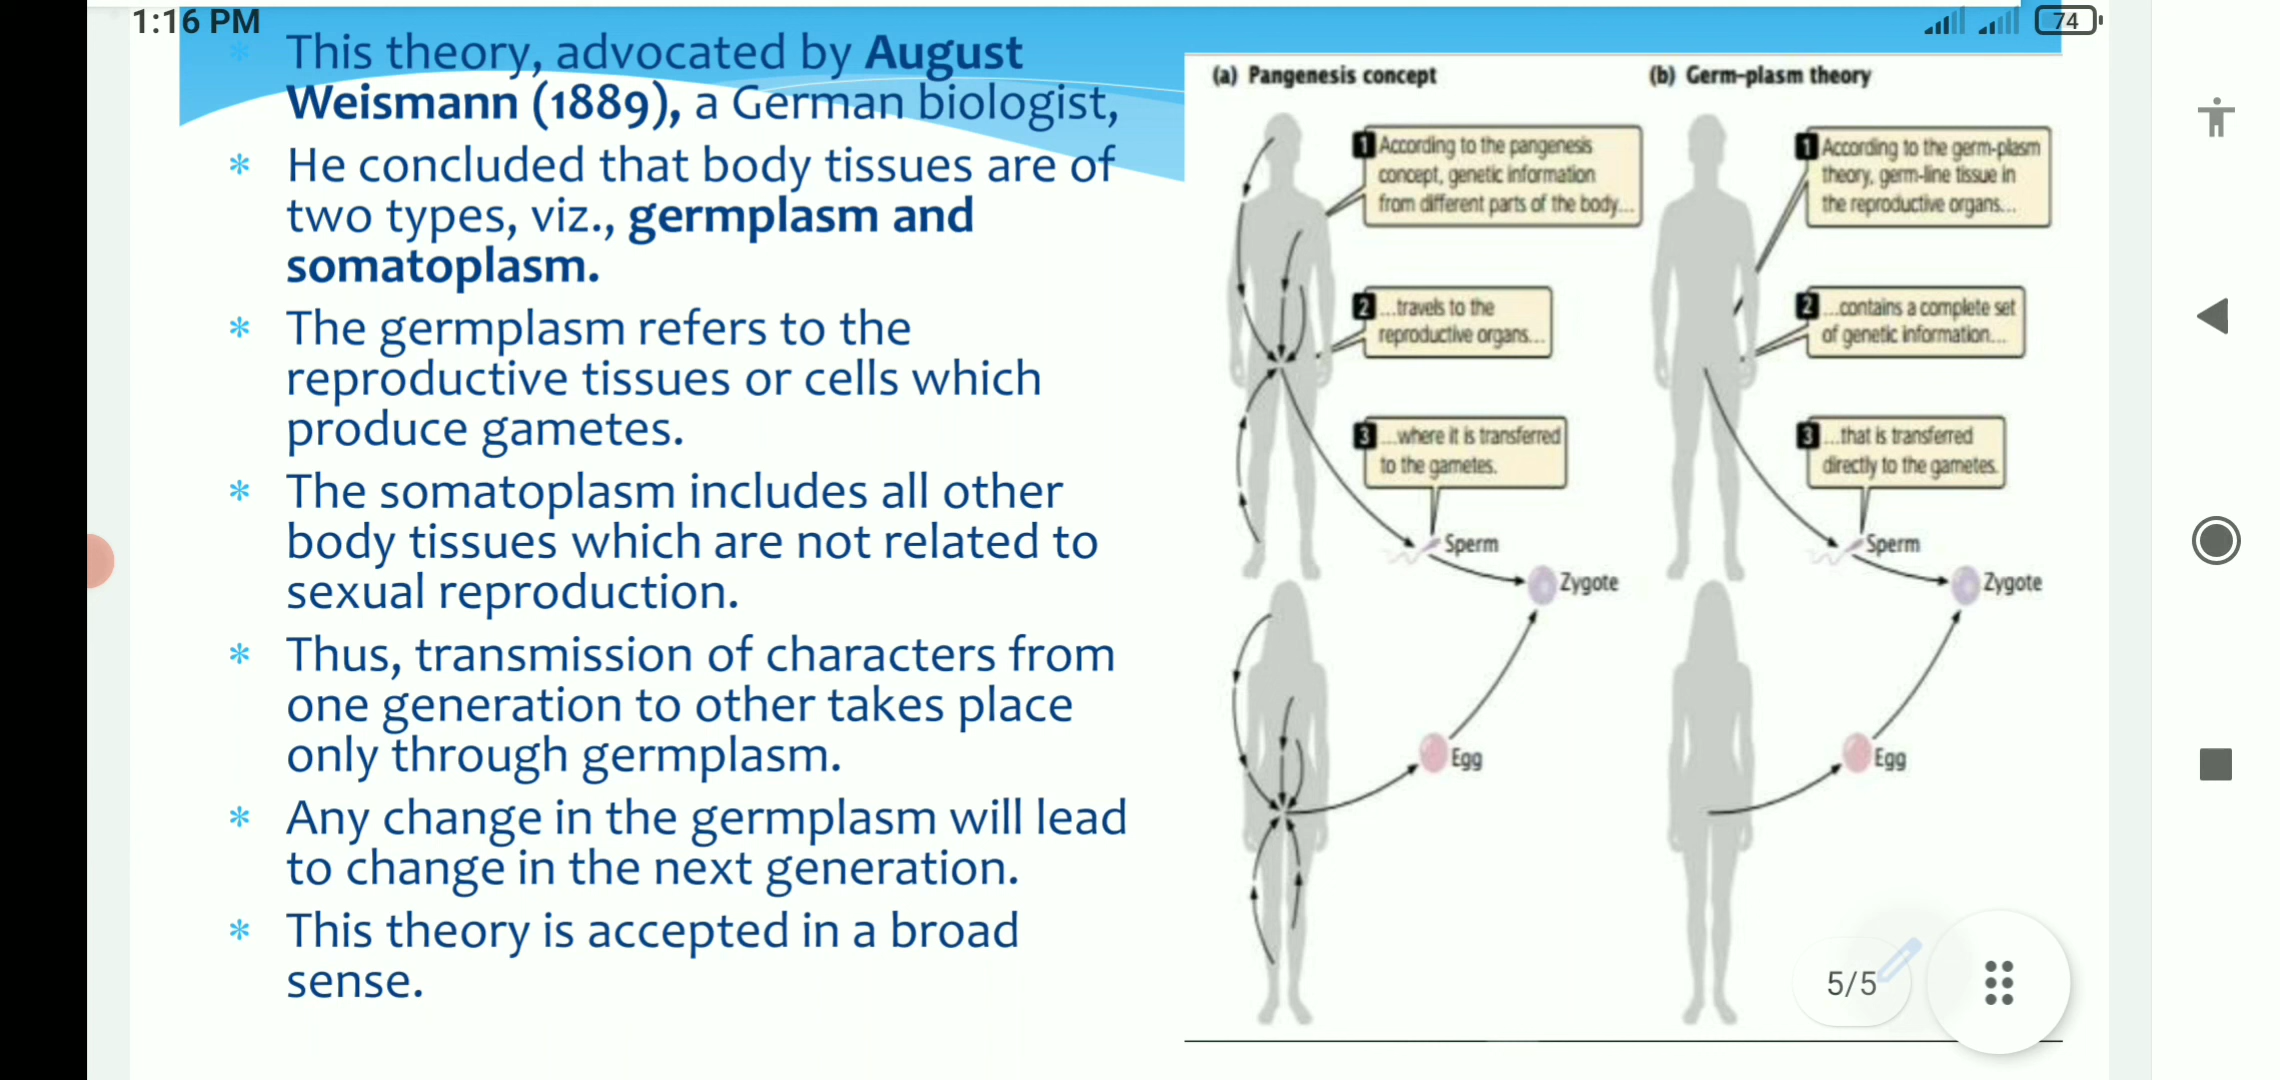 1:16 PM
74
This theory, advocated by August
Weismann (1889), a German biologist,
* He concluded that body tissues are of
two types, viz., germplasm and
somatoplasm.
* The germplasm refers to the
reproductive tissues or cells which
produce gametes.
* The somatoplasm includes all other
body tissues which are not related to
sexual reproduction.
* Thus, transmission of characters from
one generation to other takes place
only through germplasm.
* Any change in the germplasm will lead
to change in the next generation.
* This theory is accepted in a broad
sense.
(a) Pangenesis concept
1 According to the pangenesis
concept, genetic information
from different parts of the body...
2 ...travels to the
reproductive organs...
3 ...where it is transferred
to the gametes.
Sperm
Zygote
Egg
(b) Germ-plasm theory
1 According to the germ-plasm
theory, germ-line tissue in
the reproductive organs...
2 ...contains a complete set
of genetic information...
3 ...that is transferred
directly to the gametes.
Sperm
Zygote
Egg
5/5